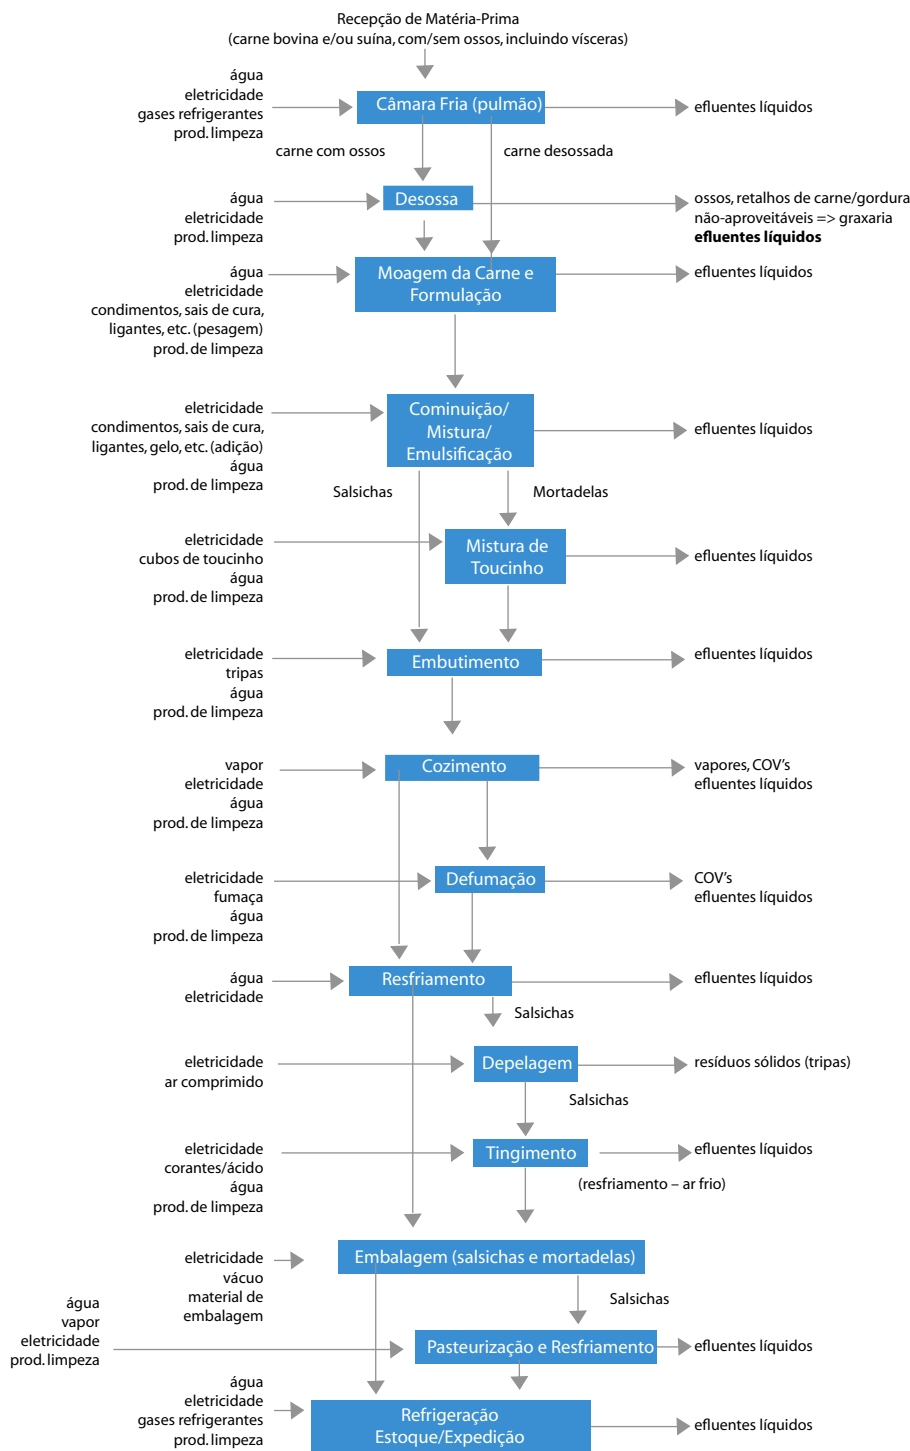 Recepção de Matéria-Prima
(carne bovina e/ou suína, com/sem ossos, incluindo vísceras)
água
eletricidade
gases refrigerantes
prod. limpeza
Câmara Fria (pulmão)
efluentes líquidos
carne com ossos
carne desossada
água
eletricidade
prod. limpeza
Desossa
ossos, retalhos de carne/gordura
não-aproveitáveis => graxaria
efluentes líquidos
água
eletricidade
condimentos, sais de cura,
ligantes, etc. (pesagem)
prod. de limpeza
Moagem da Carne e
Formulação
efluentes líquidos
eletricidade
condimentos, sais de cura,
ligantes, gelo, etc. (adição)
água
prod. de limpeza
Cominuição/
Mistura/
Emulsificação
efluentes líquidos
Salsichas
Mortadelas
eletricidade
cubos de toucinho
água
prod. de limpeza
Mistura de
Toucinho
efluentes líquidos
eletricidade
tripas
água
prod. de limpeza
Embutimento
efluentes líquidos
vapor
eletricidade
água
prod. de limpeza
Cozimento
vapores, COV's
efluentes líquidos
eletricidade
fumaça
água
prod. de limpeza
Defumação
COV's
efluentes líquidos
água
eletricidade
Resfriamento
efluentes líquidos
Salsichas
eletricidade
ar comprimido
Depelagem
resíduos sólidos (tripas)
Salsichas
eletricidade
corantes/ácido
água
prod. de limpeza
Tingimento
efluentes líquidos
(resfriamento – ar frio)
eletricidade
vácuo
material de
embalagem
Embalagem (salsichas e mortadelas)
Salsichas
água
vapor
eletricidade
prod. limpeza
Pasteurização e Resfriamento
efluentes líquidos
água
eletricidade
gases refrigerantes
prod. limpeza
Refrigeração
Estoque/Expedição
efluentes líquidos